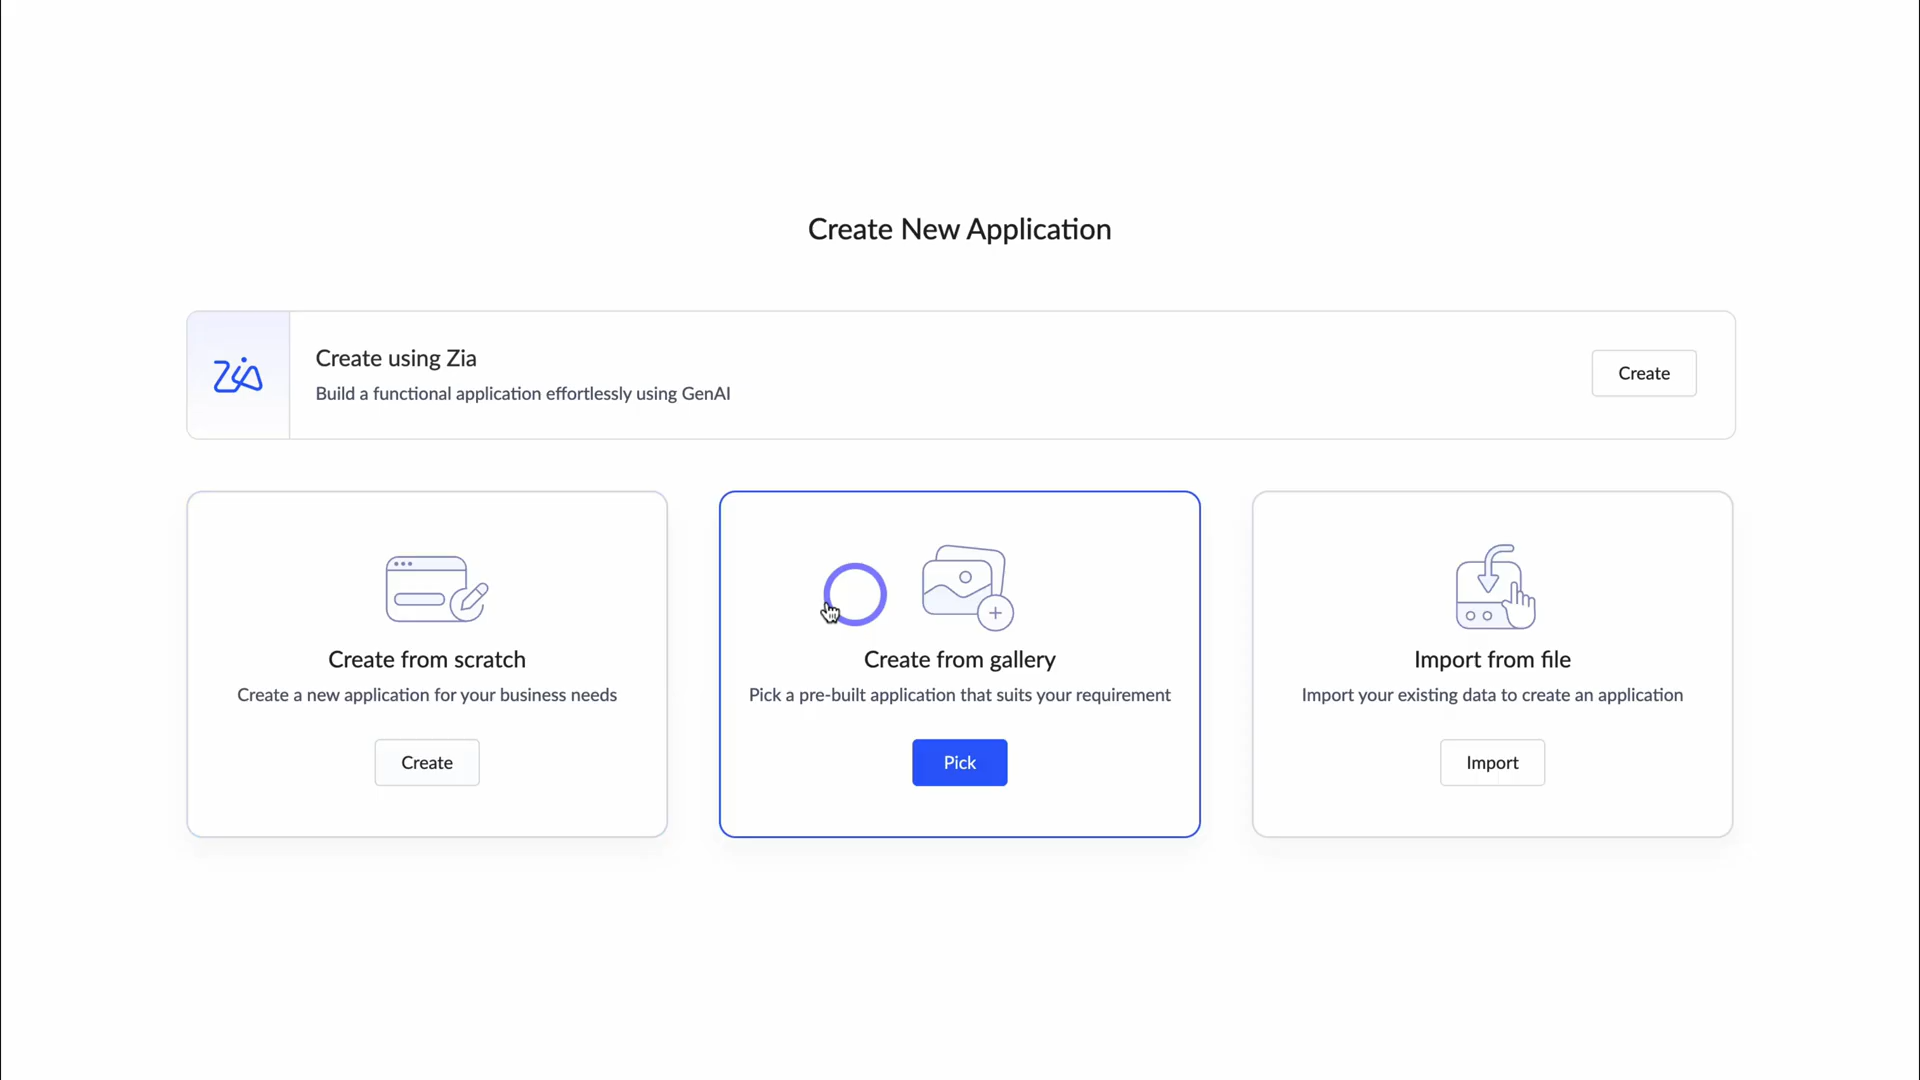 Create New Application
Zia
Create using Zia
Build a functional application effortlessly using GenAI
Create
Create from scratch
Create a new application for your business needs
Create
Create from gallery
Pick a pre-built application that suits your requirement
Pick
Import from file
Import your existing data to create an application
Import